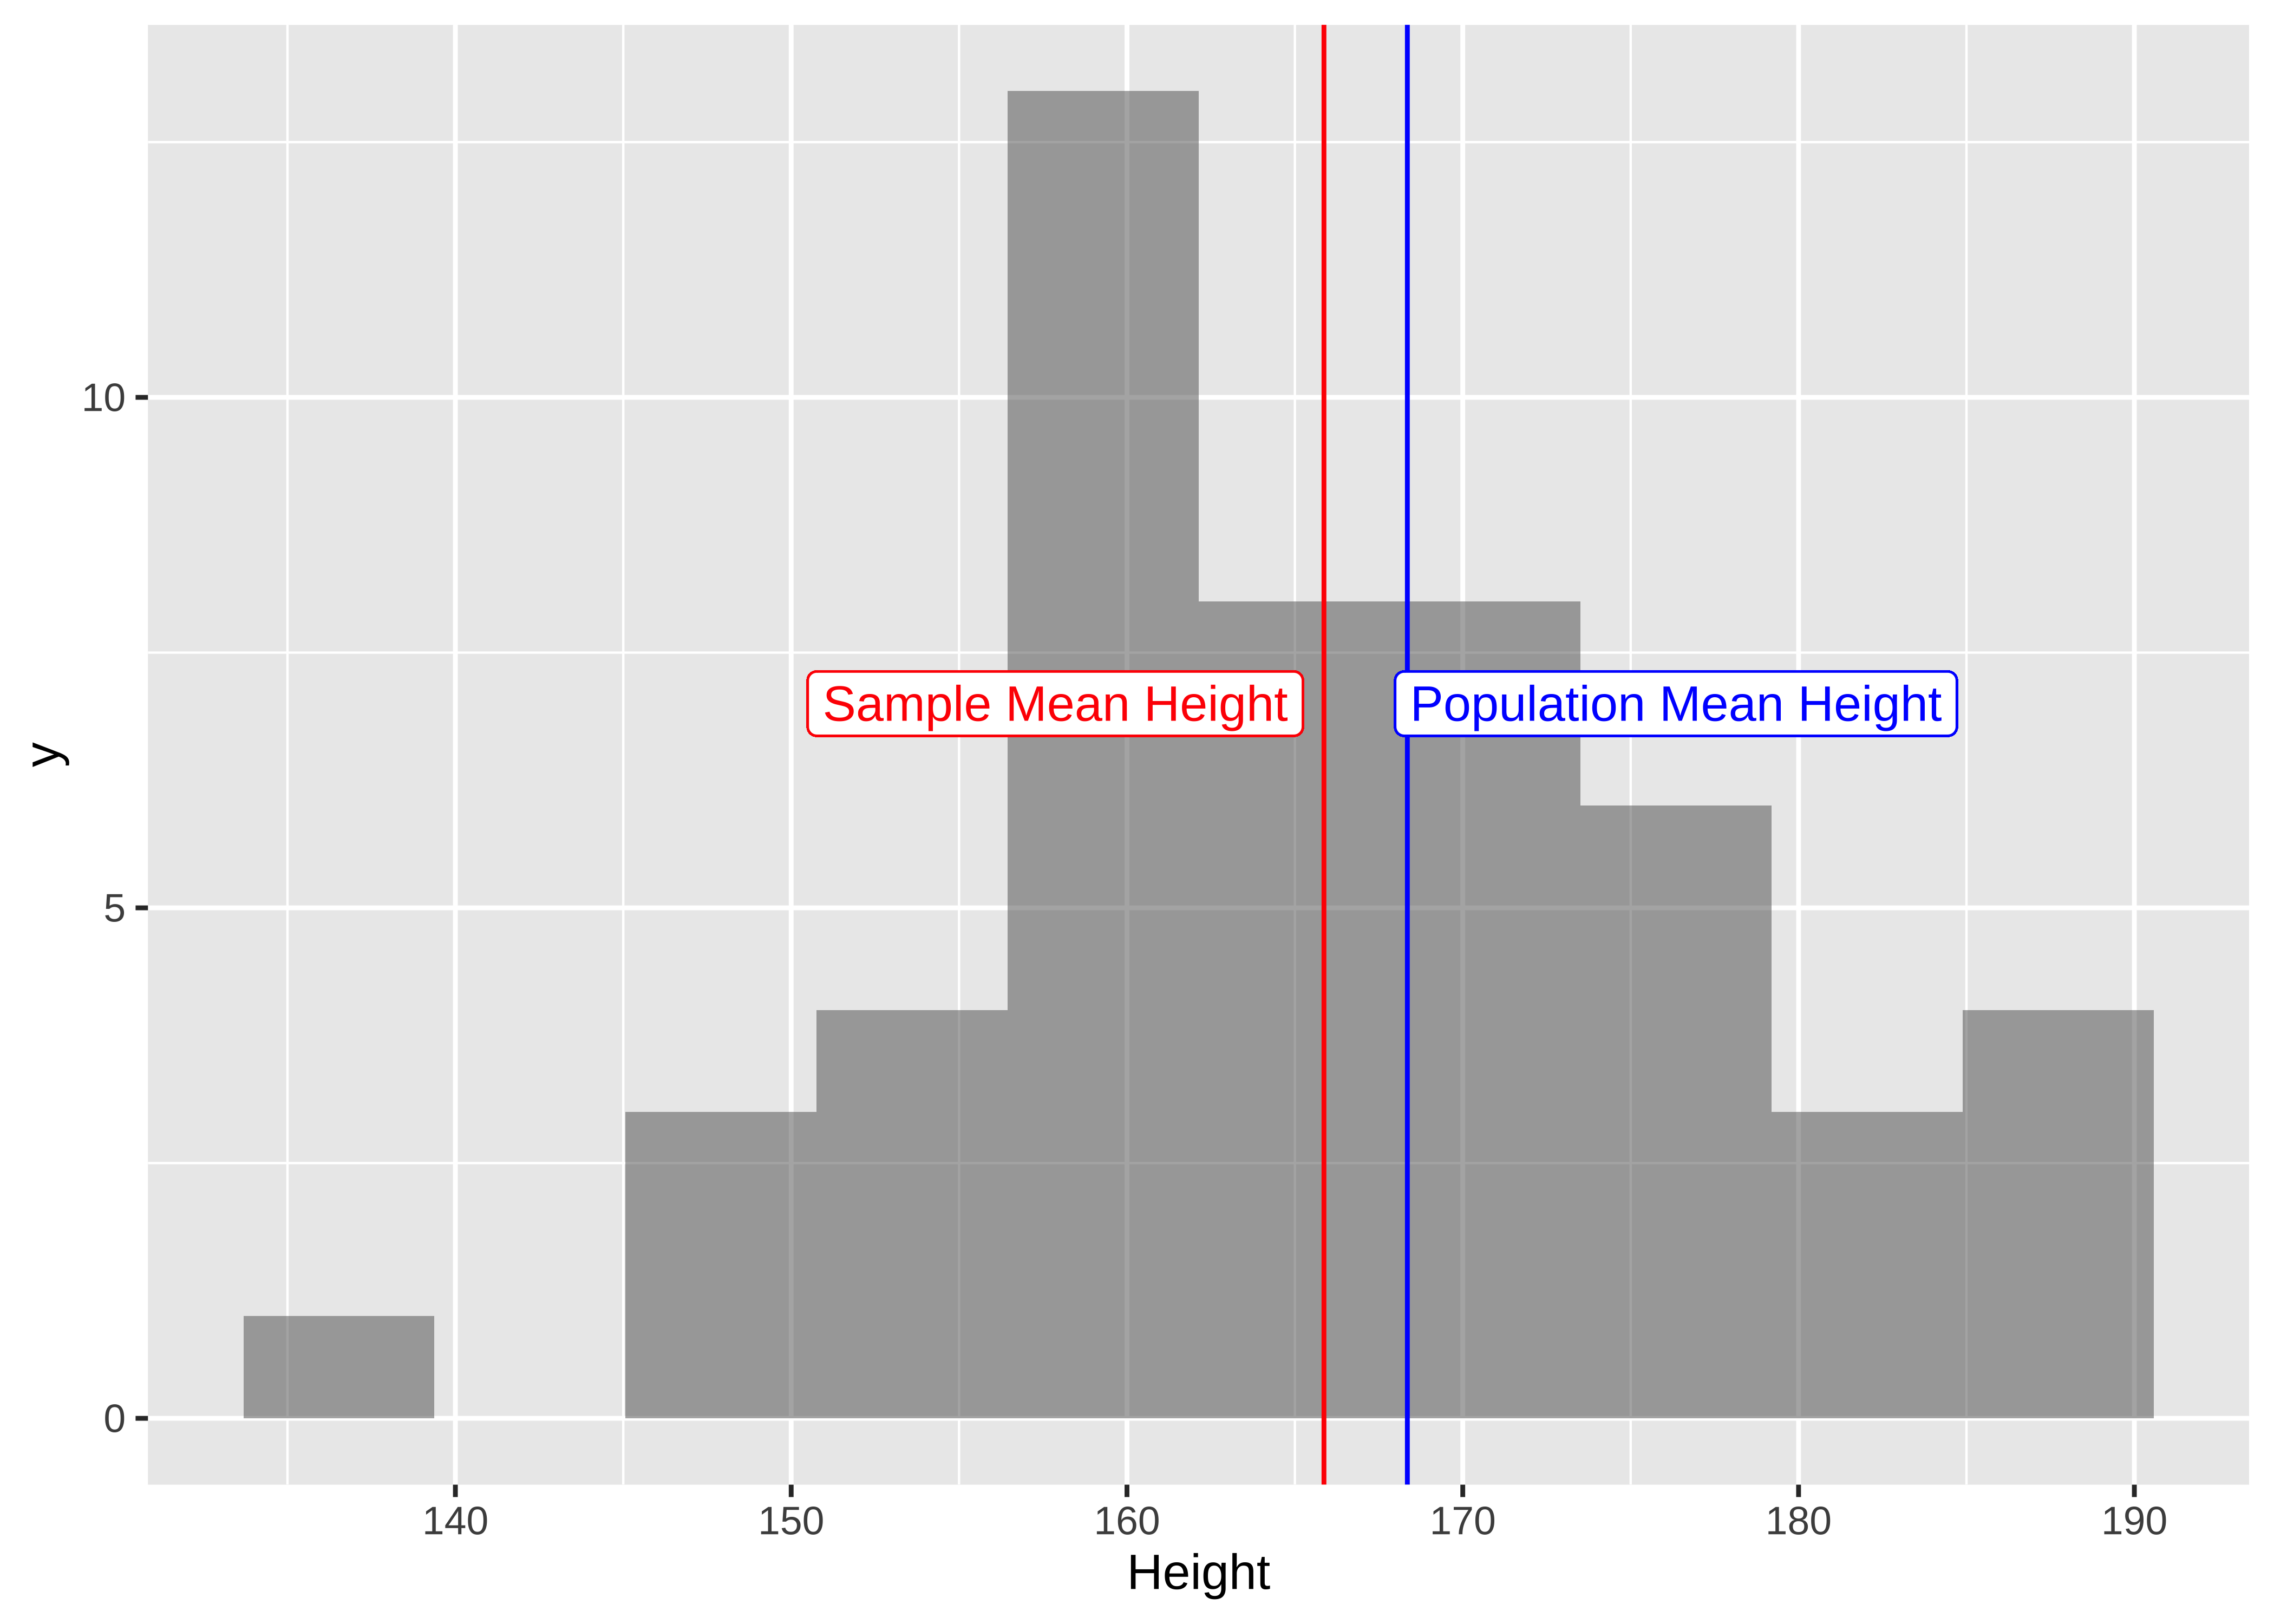 10
5
0
y
Sample Mean Height
Population Mean Height
140 150 160 170 180 190
Height